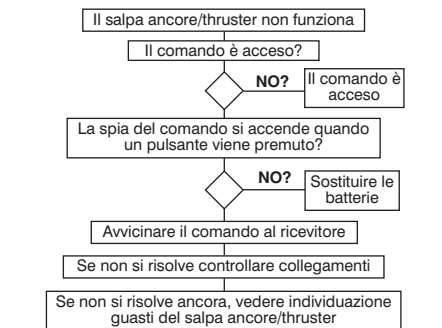 Il salpa ancore/thruster non funziona
Il comando è acceso?
NO?
Il comando è
acceso
La spia del comando si accende quando
un pulsante viene premuto?
NO?
Sostituire le
batterie
Avvicinare il comando al ricevitore
Se non si risolve controllare collegamenti
Se non si risolve ancora, vedere individuazione
guasti del salpa ancore/thruster